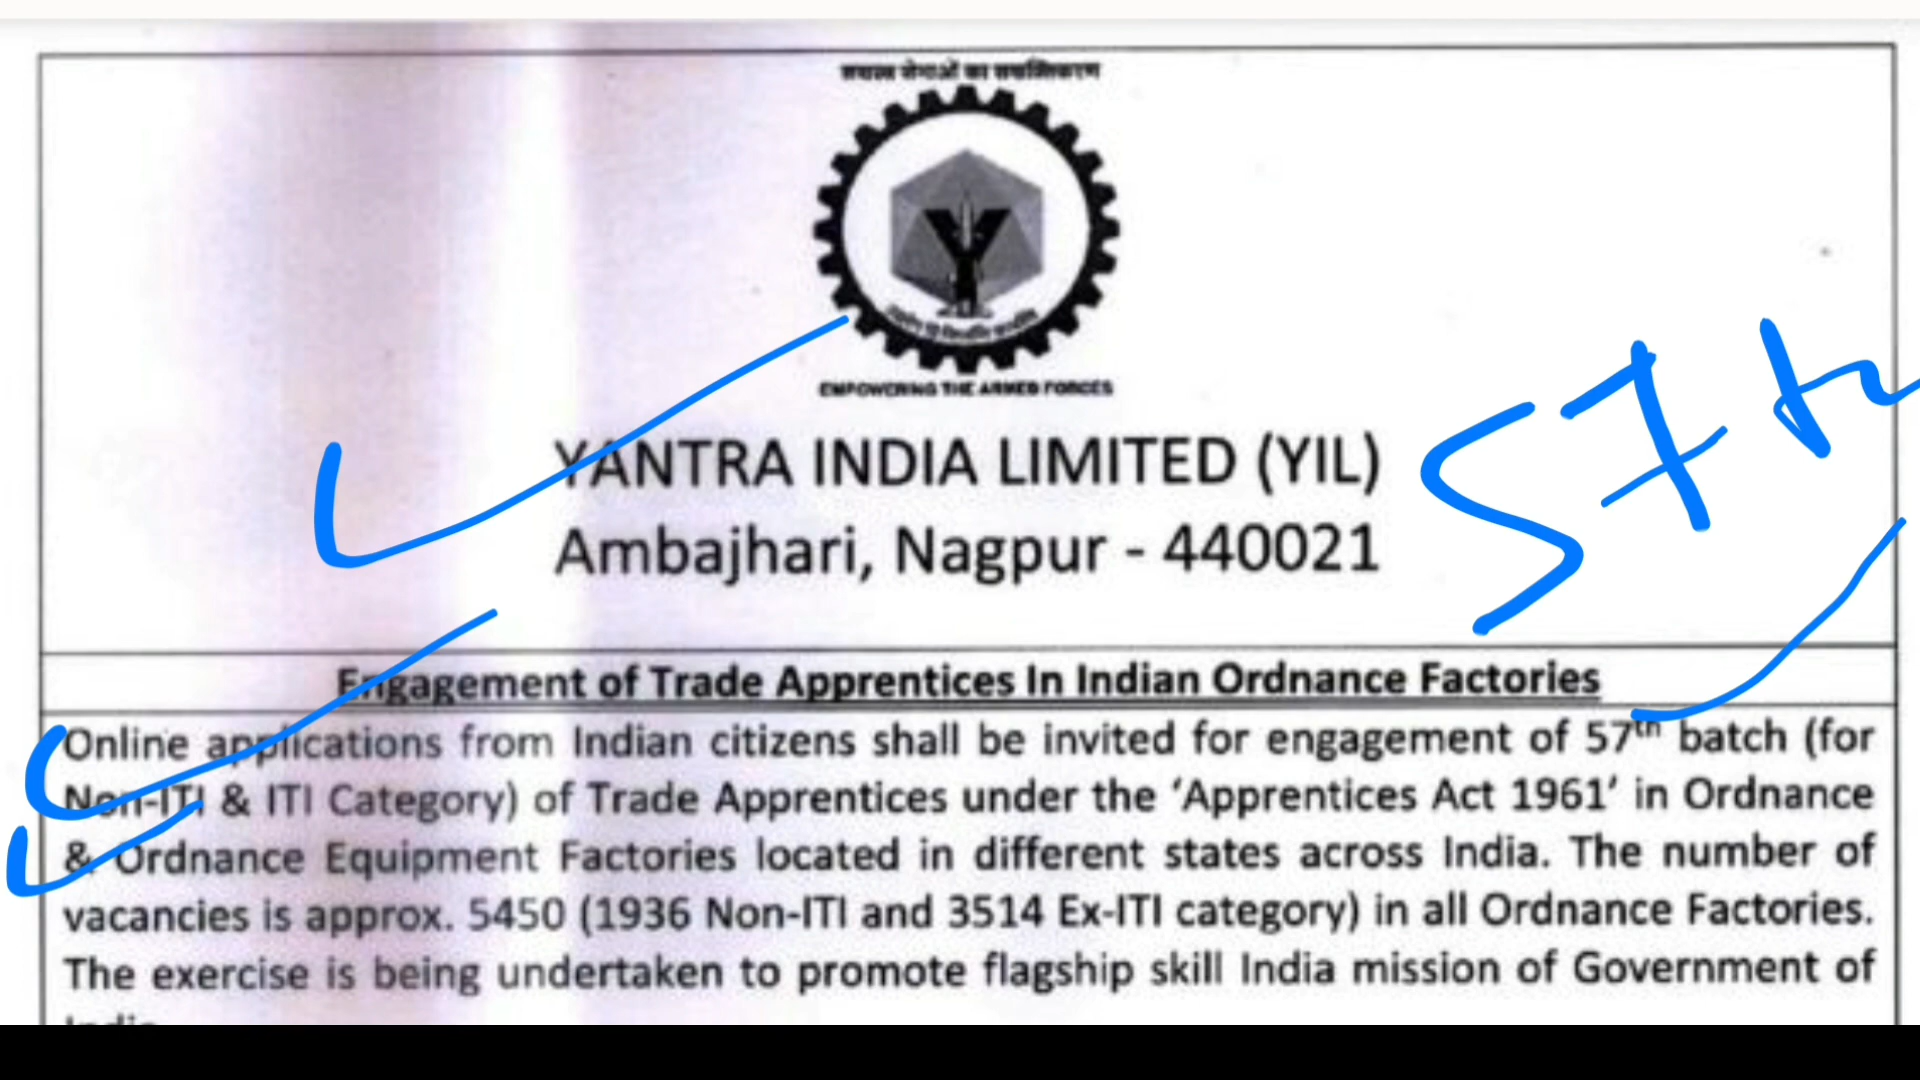 सशस्त्र सेनाओं का सशक्तिकरण
EMPOWERING THE ARMED FORCES
YANTRA INDIA LIMITED (YIL)
Ambajhari, Nagpur - 440021
57th
Engagement of Trade Apprentices In Indian Ordnance Factories
Online applications from Indian citizens shall be invited for engagement of 57th batch (for
Non-ITI & ITI Category) of Trade Apprentices under the ‘Apprentices Act 1961’ in Ordnance
& Ordnance Equipment Factories located in different states across India. The number of
vacancies is approx. 5450 (1936 Non-ITI and 3514 Ex-ITI category) in all Ordnance Factories.
The exercise is being undertaken to promote flagship skill India mission of Government of